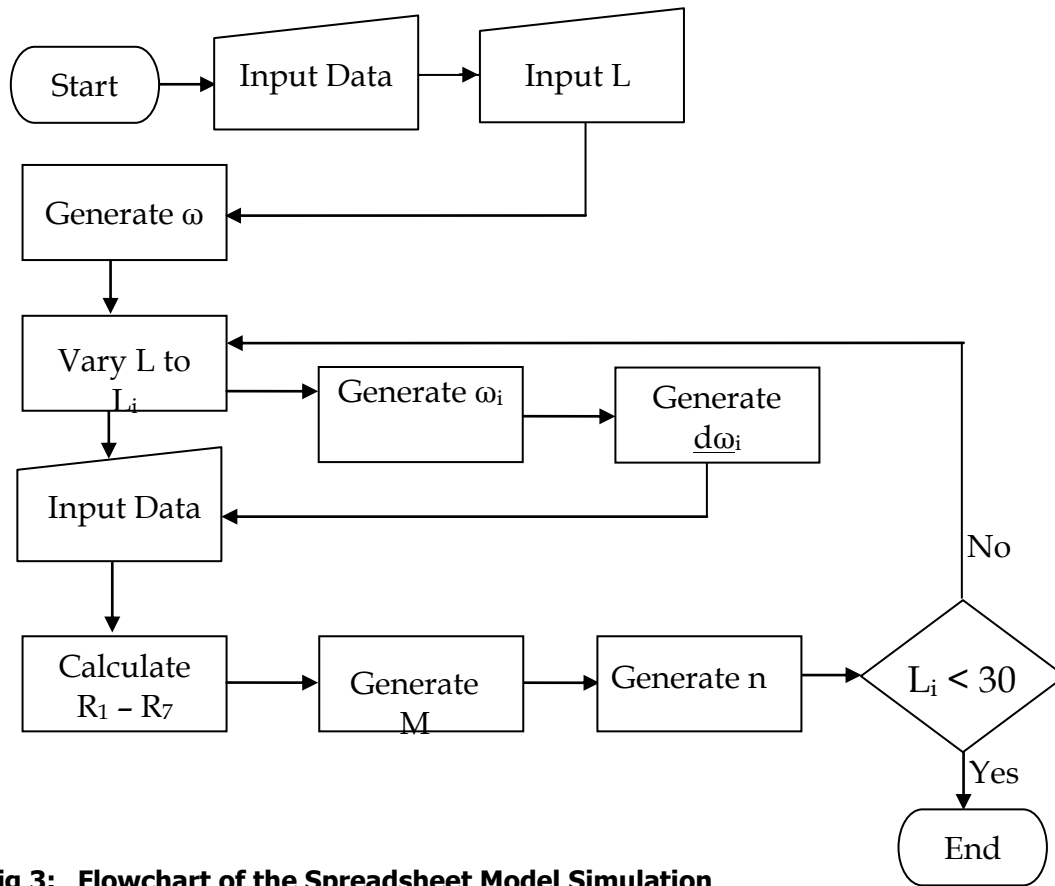 Start
Input Data
Input L
Generate ω
Vary L to
Lᵢ
Generate ωᵢ
Generate
dωᵢ
Input Data
No
Calculate
R₁ – R₇
Generate
M
Generate n
Lᵢ < 30
Yes
End
ig 3: Flowchart of the Spreadsheet Model Simulation